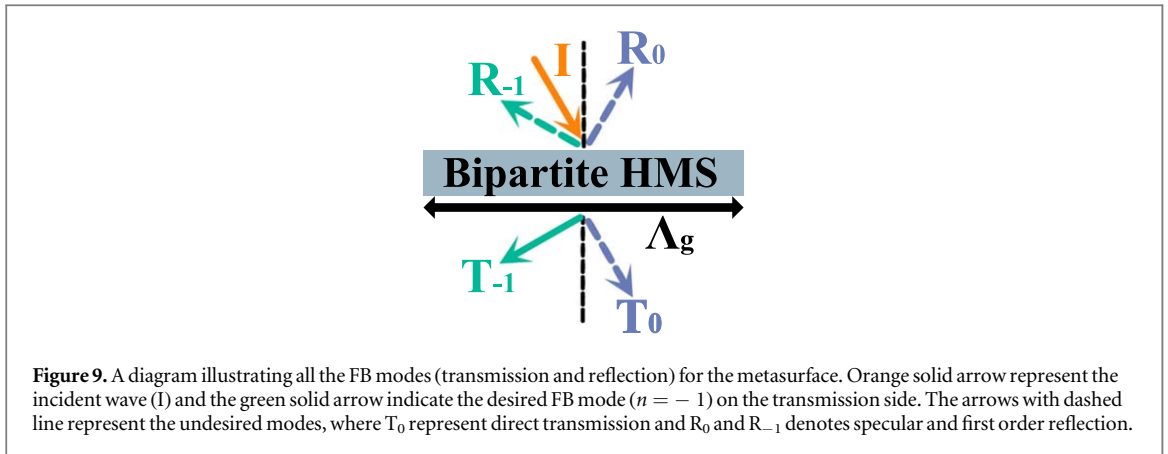 I
R₀
R₋₁
Bipartite HMS
Λg
T₋₁
T₀
Figure 9. A diagram illustrating all the FB modes (transmission and reflection) for the metasurface. Orange solid arrow represent the
incident wave (I) and the green solid arrow indicate the desired FB mode (n = − 1) on the transmission side. The arrows with dashed
line represent the undesired modes, where T₀ represent direct transmission and R₀ and R₋₁ denotes specular and first order reflection.